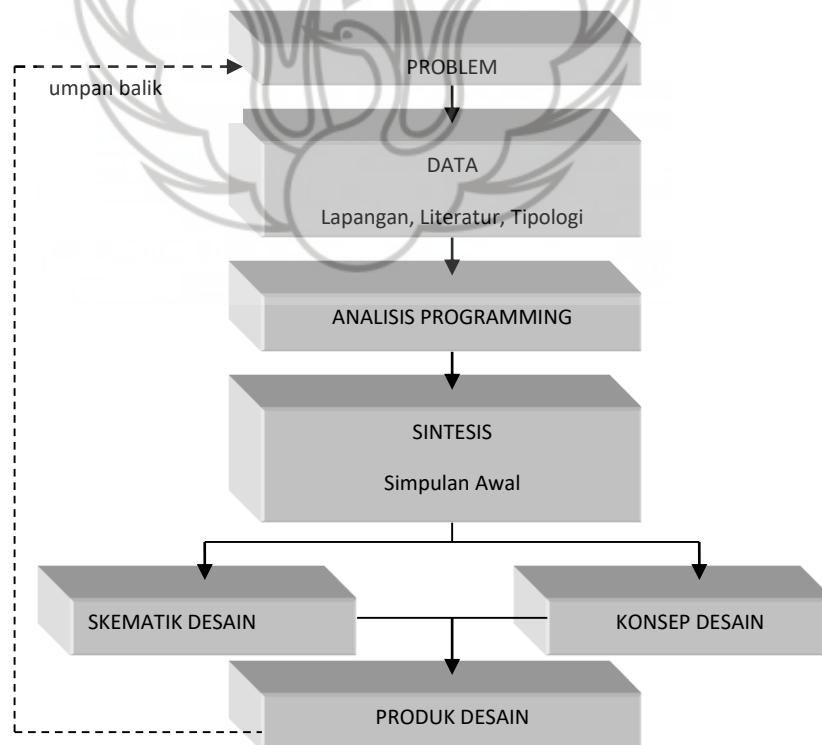 PROBLEM
umpan balik
DATA
Lapangan, Literatur, Tipologi
ANALISIS PROGRAMMING
SINTESIS
Simpulan Awal
SKEMATIK DESAIN
KONSEP DESAIN
PRODUK DESAIN